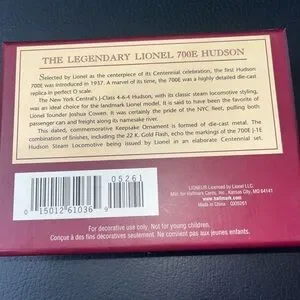 THE LEGENDARY LIONEL 700E HUDSON
Selected by Lionel as the centerpiece of its Centennial celebration, the first Hudson
700E was introduced in 1937. A marvel of its time, the 700E was a highly detailed die-cast
replica in perfect O scale.
The New York Central's J-Class 4-6-4 Hudson, with its classic steam locomotive styling,
was an ideal choice for the landmark Lionel model. It is said to have been the favorite of
Lionel founder Joshua Cowen. It was certainly the pride of the NYC fleet, pulling both
passenger cars and freight along its namesake river.
This dated, commemorative Keepsake Ornament is formed of die-cast metal. The
combination of finishes, including the 22 K. Gold Flash, echo the markings of the 700E J-1E
Hudson Steam Locomotive being issued by Lionel in an elaborate Centennial set.
05261
0 15012 61036 9
LIONEL® Licensed by Lionel LLC
Mfd. for Hallmark Cards, Inc., Kansas City, MO 64141
www.hallmark.com
Made in China QX05261
For decorative use only. Not for young children.
Conçue à des fins décoratives seulement. Ne convient pas aux jeunes enfants.